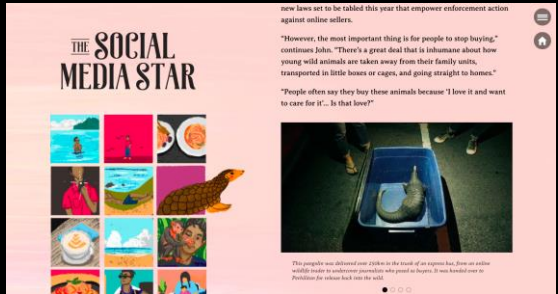 THE SOCIAL
MEDIA STAR
new laws set to be tabled this year that empower enforcement action
against online sellers.
“However, the most important thing is for people to stop buying,”
continues John. “There’s a great deal that is inhumane about how
young wild animals are taken away from their family units,
transported in little boxes or cages, and going straight to homes.”
“People often say they buy these animals because ‘I love it and want
to care for it’... Is that love?”
This pangolin was delivered over 250km in the trunk of an express bus, from an online
wildlife trader to undercover journalists who posed as buyers. It was handed over to
Perhilitan for release back into the wild.